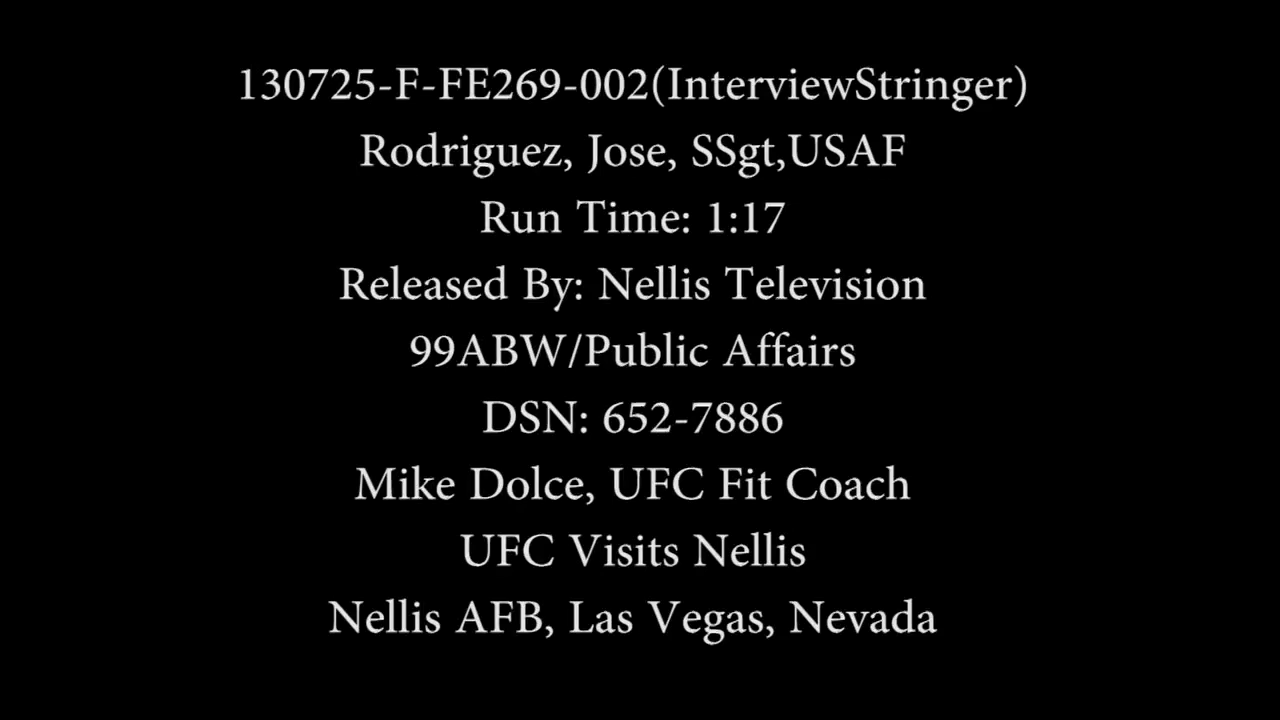 130725-F-FE269-002(InterviewStringer)
Rodriguez, Jose, SSgt,USAF
Run Time: 1:17
Released By: Nellis Television
99ABW/Public Affairs
DSN: 652-7886
Mike Dolce, UFC Fit Coach
UFC Visits Nellis
Nellis AFB, Las Vegas, Nevada